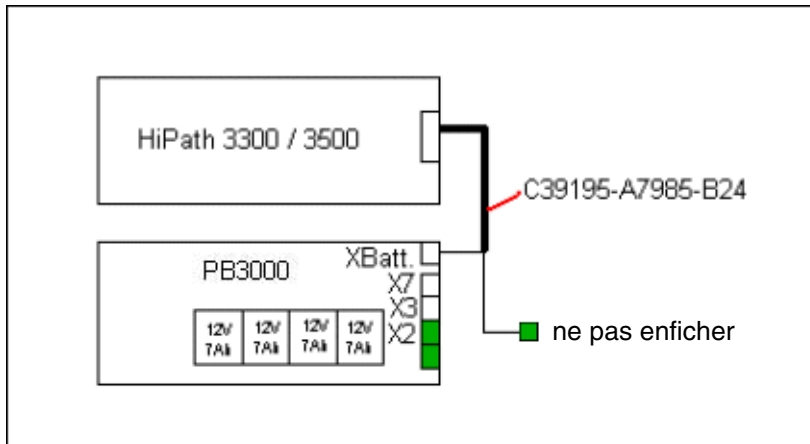 HiPath 3300 / 3500
C39195-A7985-B24
XBatt.
PB3000
X7
X3
X2
12V 12V 12V 12V
7Ah 7Ah 7Ah 7Ah
ne pas enficher